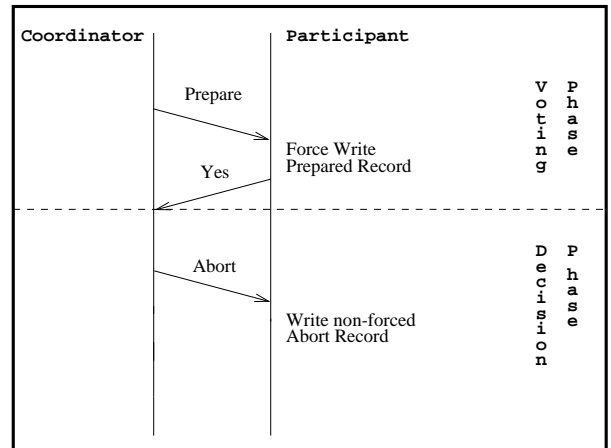 Coordinator
Participant
Voting Phase
Prepare
Force Write
Prepared Record
Yes
Decision Phase
Abort
Write non-forced
Abort Record